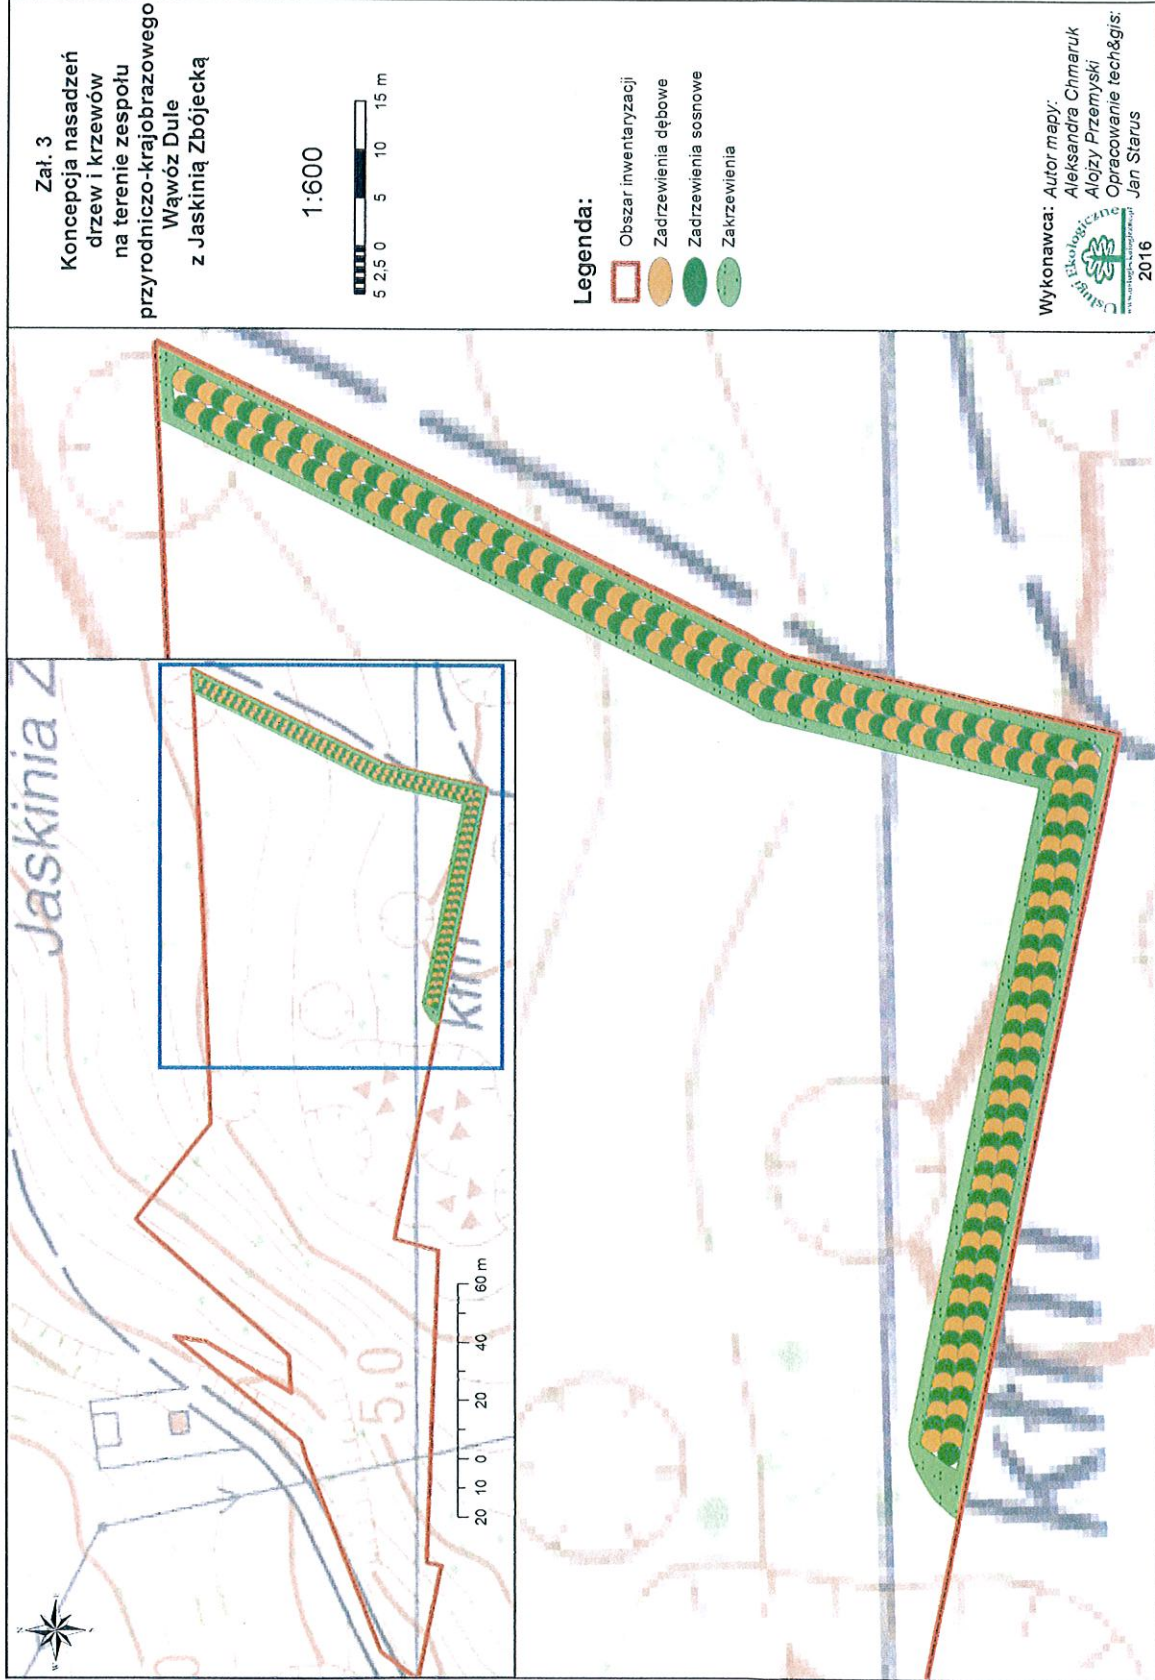 Zał. 3
Koncepcja nasadzeń
drzew i krzewów
na terenie zespołu
przyrodniczo-krajobrazowego
Wąwóz Dule
z Jaskinią Zbójecką
1:600
5 2,5 0 5 10 15 m
Legenda:
Obszar inwentaryzacji
Zadrzewienia dębowe
Zadrzewienia sosnowe
Zakrzewienia
Wykonawca:
Autor mapy:
Aleksandra Chmaruk
Alojzy Przemyski
Opracowanie tech&gis:
Jan Starus
Usługi Ekologiczne
2016
Jaskinia Z
5,0
20 0 20 40 60 m